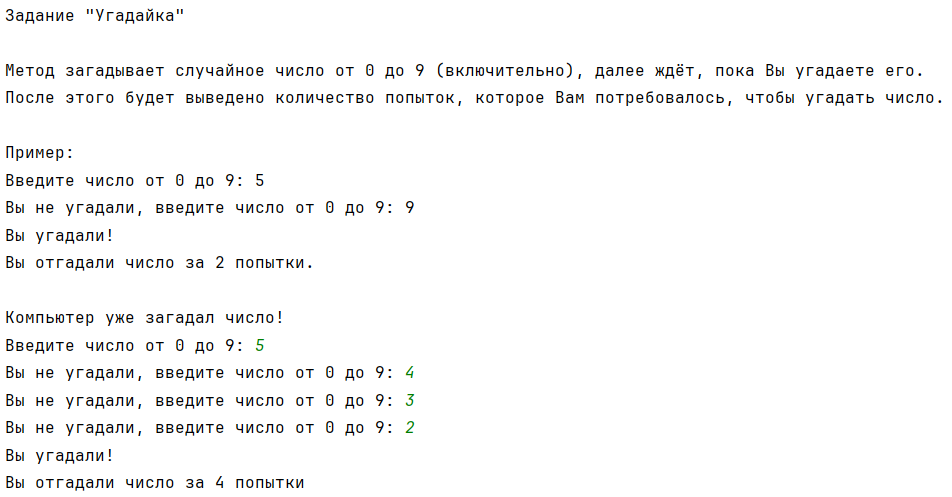 Задание "Угадайка"
Метод загадывает случайное число от 0 до 9 (включительно), далее ждёт, пока Вы угадаете его.
После этого будет выведено количество попыток, которое Вам потребовалось, чтобы угадать число.
Пример:
Введите число от 0 до 9: 5
Вы не угадали, введите число от 0 до 9: 9
Вы угадали!
Вы отгадали число за 2 попытки.
Компьютер уже загадал число!
Введите число от 0 до 9: 5
Вы не угадали, введите число от 0 до 9: 4
Вы не угадали, введите число от 0 до 9: 3
Вы не угадали, введите число от 0 до 9: 2
Вы угадали!
Вы отгадали число за 4 попытки